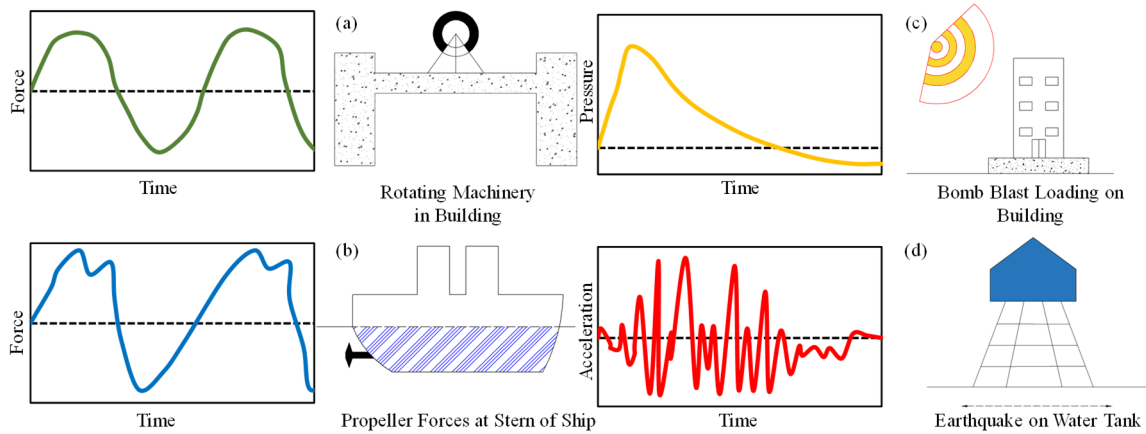 (a)
Force
Time
Rotating Machinery
in Building
(c)
Pressure
Time
Bomb Blast Loading on
Building
(b)
Force
Time
Propeller Forces at Stern of Ship
(d)
Acceleration
Time
Earthquake on Water Tank